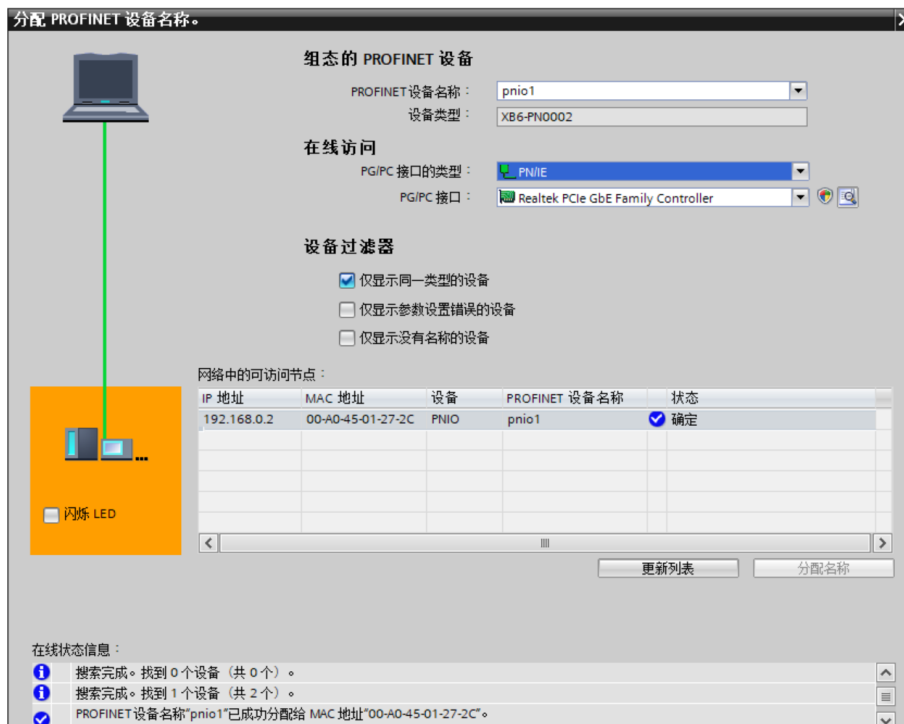 分配 PROFINET 设备名称。
组态的 PROFINET 设备
PROFINET设备名称： pnio1
设备类型： XB6-PN0002
在线访问
PG/PC 接口的类型： PN/IE
PG/PC 接口： Realtek PCIe GbE Family Controller
设备过滤器
仅显示同一类型的设备
仅显示参数设置错误的设备
仅显示没有名称的设备
网络中的可访问节点：
IP 地址 MAC 地址 设备 PROFINET 设备名称 状态
192.168.0.2 00-A0-45-01-27-2C PNIO pnio1 确定
闪烁 LED
更新列表 分配名称
在线状态信息：
搜索完成。找到 0 个设备（共 0 个）。
搜索完成。找到 1 个设备（共 2 个）。
PROFINET设备名称"pnio1"已成功分配给 MAC 地址"00-A0-45-01-27-2C"。